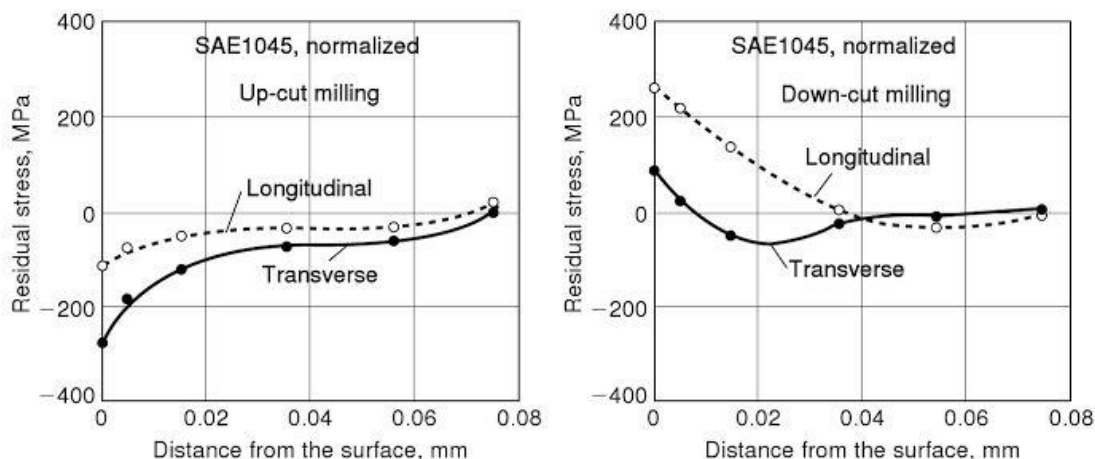 400
200
0
−200
−400
Residual stress, MPa
SAE1045, normalized
Up-cut milling
Longitudinal
Transverse
0
0.02
0.04
0.06
0.08
Distance from the surface, mm
400
200
0
−200
−400
Residual stress, MPa
SAE1045, normalized
Down-cut milling
Longitudinal
Transverse
0
0.02
0.04
0.06
0.08
Distance from the surface, mm